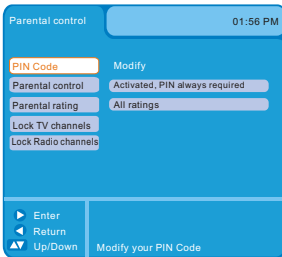 Parental control 01:56 PM
PIN Code Modify
Parental control Activated, PIN always required
Parental rating All ratings
Lock TV channels
Lock Radio channels
Enter
Return
Up/Down Modify your PIN Code